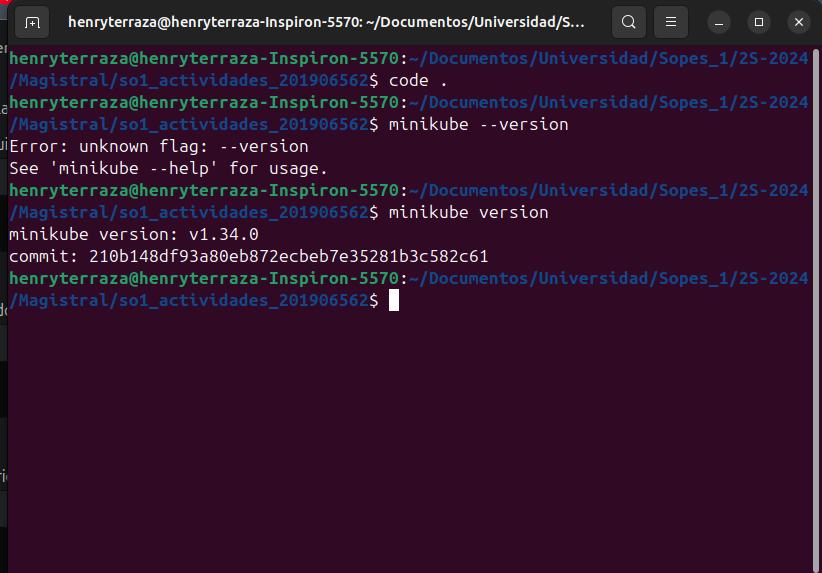 henryterraza@henryterraza-Inspiron-5570: ~/Documentos/Universidad/S...
henryterraza@henryterraza-Inspiron-5570:~/Documentos/Universidad/Sopes_1/2S-2024
/Magistral/so1_actividades_201906562$ code .
henryterraza@henryterraza-Inspiron-5570:~/Documentos/Universidad/Sopes_1/2S-2024
/Magistral/so1_actividades_201906562$ minikube --version
Error: unknown flag: --version
See 'minikube --help' for usage.
henryterraza@henryterraza-Inspiron-5570:~/Documentos/Universidad/Sopes_1/2S-2024
/Magistral/so1_actividades_201906562$ minikube version
minikube version: v1.34.0
commit: 210b148df93a80eb872ecbeb7e35281b3c582c61
henryterraza@henryterraza-Inspiron-5570:~/Documentos/Universidad/Sopes_1/2S-2024
/Magistral/so1_actividades_201906562$